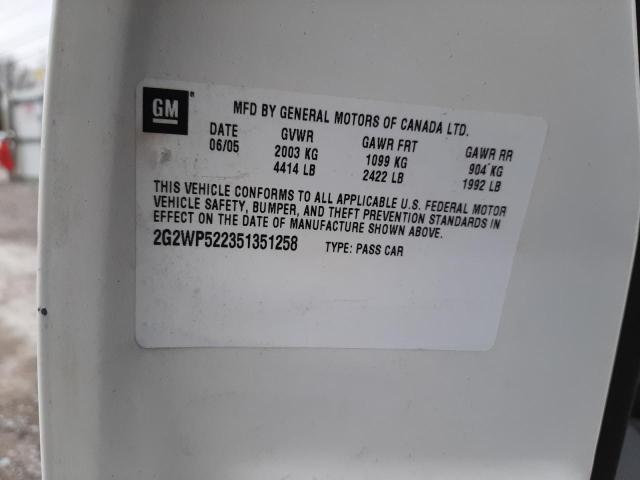 GM® MFD BY GENERAL MOTORS OF CANADA LTD.
DATE GVWR GAWR FRT GAWR RR
06/05 2003 KG 1099 KG 904 KG
4414 LB 2422 LB 1992 LB
THIS VEHICLE CONFORMS TO ALL APPLICABLE U.S. FEDERAL MOTOR
VEHICLE SAFETY, BUMPER, AND THEFT PREVENTION STANDARDS IN
EFFECT ON THE DATE OF MANUFACTURE SHOWN ABOVE.
2G2WP522351351258 TYPE: PASS CAR